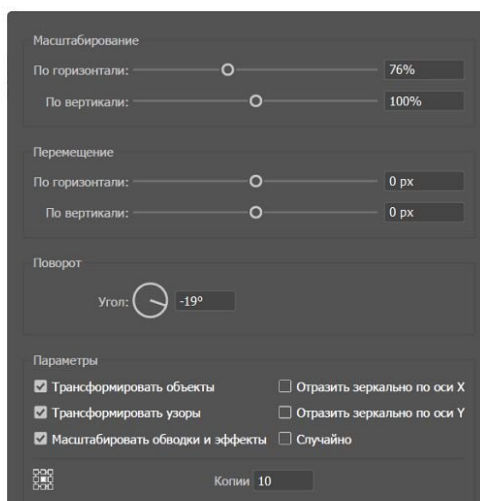 Масштабирование
По горизонтали: 76%
По вертикали: 100%
Перемещение
По горизонтали: 0 px
По вертикали: 0 px
Поворот
Угол: -19°
Параметры
Трансформировать объекты Отразить зеркально по оси X
Трансформировать узоры Отразить зеркально по оси Y
Масштабировать обводки и эффекты Случайно
Копии 10